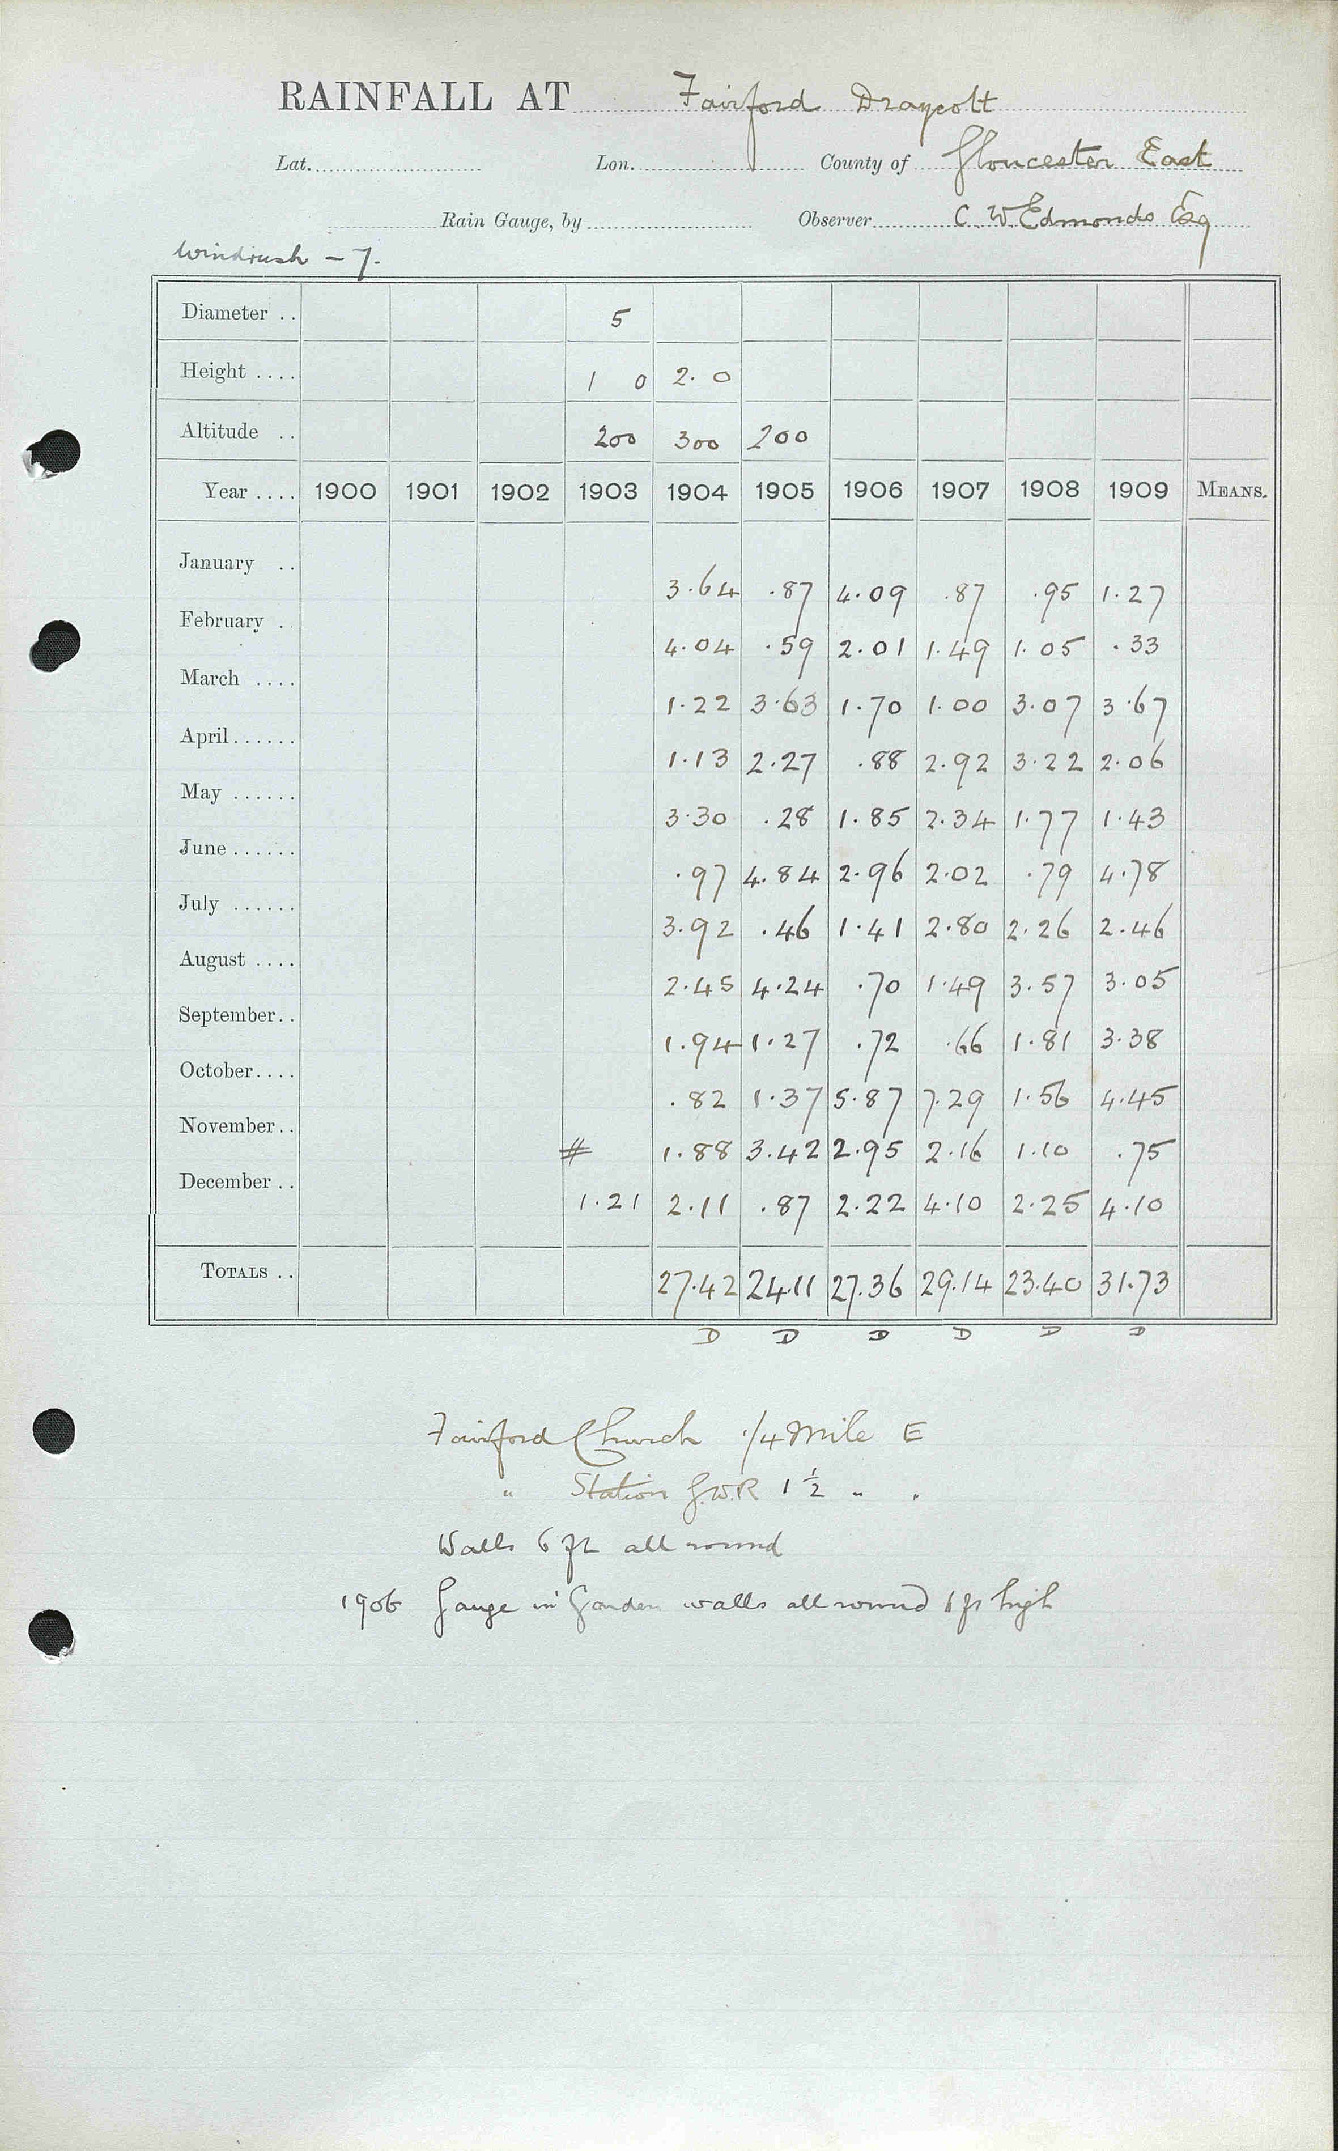 RAINFALL AT Fairford Draycott
Lat. Lon. County of Gloucester East
Rain Gauge, by Observer C. W. Edmonds Esq
Windrush - 7.
Diameter .. 5
Height .... 1 0 2. 0
Altitude .. 200 300 200
Year .... 1900 1901 1902 1903 1904 1905 1906 1907 1908 1909 MEANS.
January .. 3.64 .87 4.09 .87 .95 1.27
February . 4.04 .59 2.01 1.49 1.05 .33
March .... 1.22 3.63 1.70 1.00 3.07 3.67
April...... 1.13 2.27 .88 2.92 3.22 2.06
May ...... 3.30 .28 1.85 2.34 1.77 1.43
June ...... .97 4.84 2.96 2.02 .79 4.78
July ...... 3.92 .46 1.41 2.80 2.26 2.46
August .... 2.45 4.24 .70 1.49 3.57 3.05
September.. 1.94 1.27 .72 .66 1.81 3.38
October.... .82 1.37 5.87 7.29 1.56 4.45
November.. # 1.88 3.42 2.95 2.16 1.10 .75
December .. 1.21 2.11 .87 2.22 4.10 2.25 4.10
TOTALS .. 27.42 24.11 27.36 29.14 23.40 31.73
D D D D D D
Fairford Church 1/4 Mile E
" Station G.W.R 1 1/2 " .
Walls 6 ft all round
1906 Gauge in Garden walls all round 6 ft high